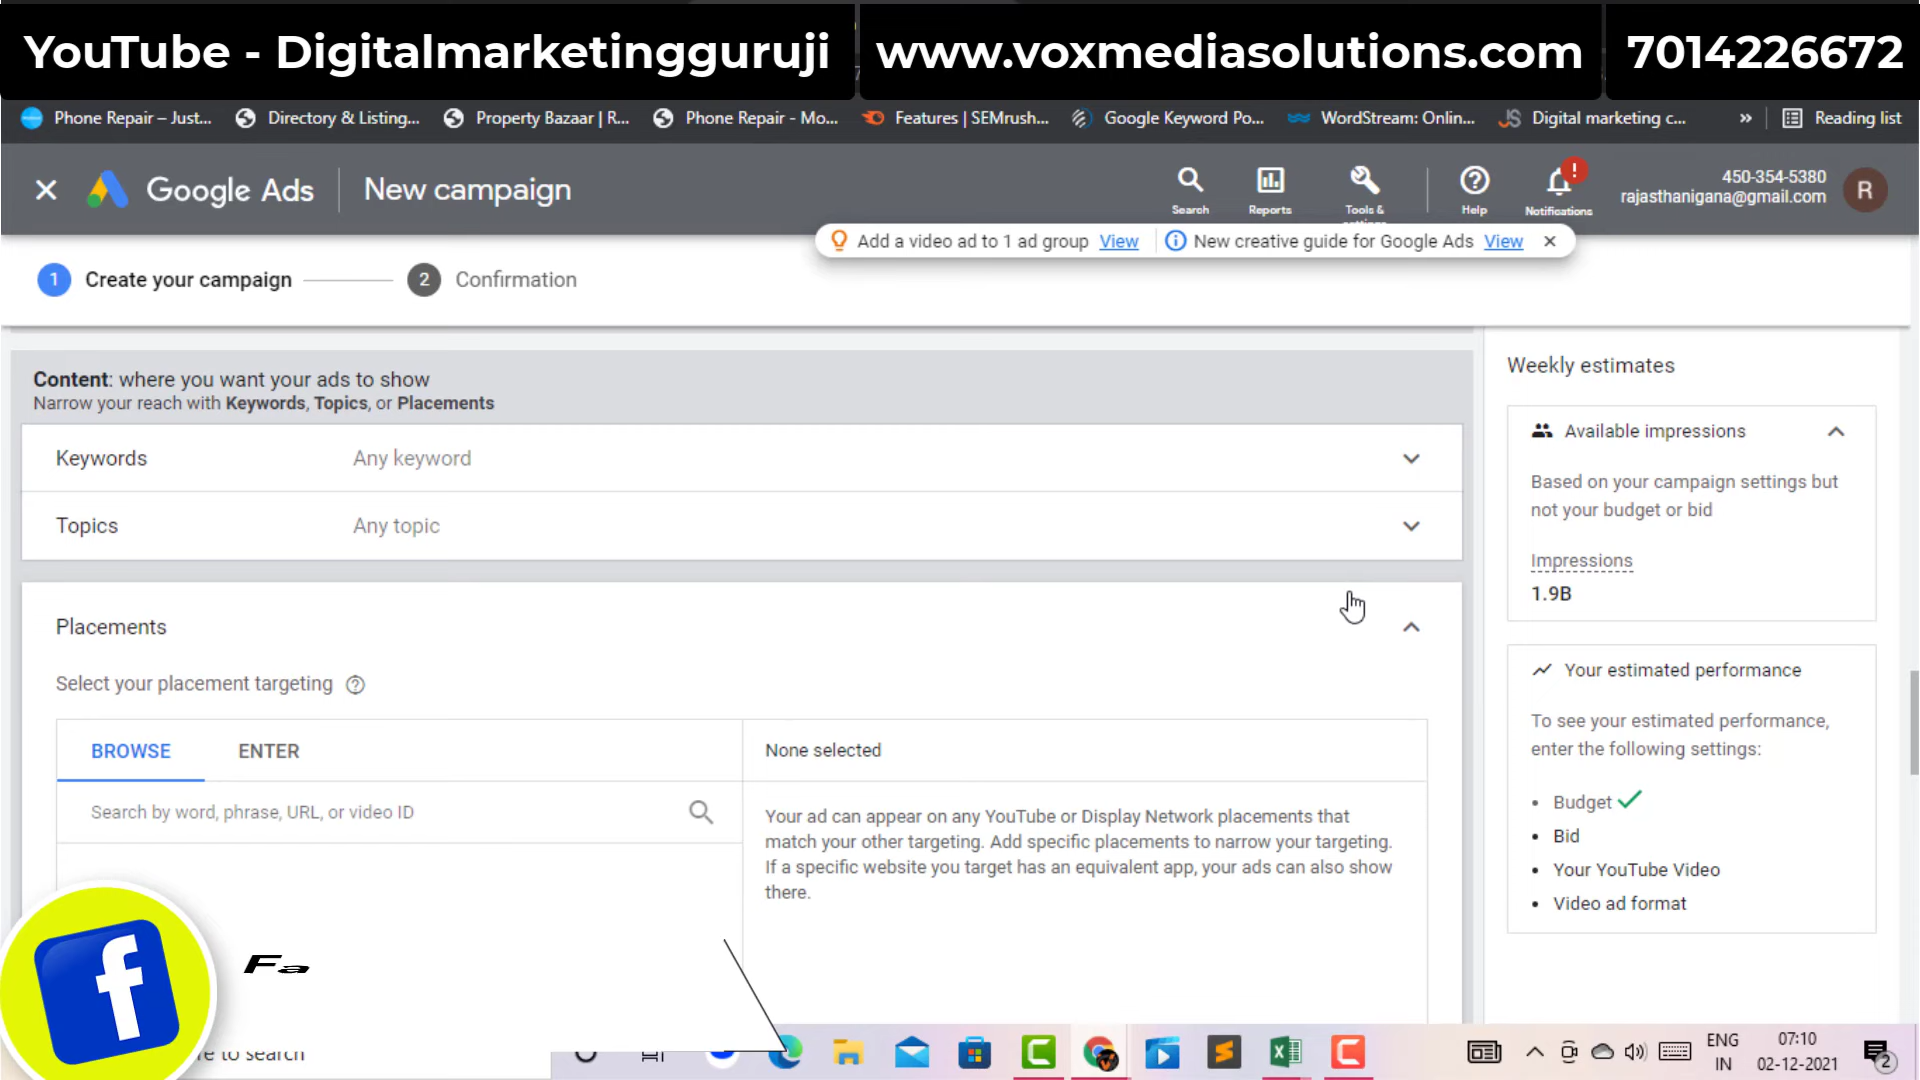 YouTube - Digitalmarketingguruji www.voxmediasolutions.com 7014226672
Phone Repair – Just... Directory & Listing... Property Bazaar | R... Phone Repair - Mo... Features | SEMrush... Google Keyword Po... WordStream: Onlin... Digital marketing c... » Reading list
Google Ads New campaign
Search Reports Tools & Help Notifications
450-354-5380
rajasthanigana@gmail.com
R
Add a video ad to 1 ad group View New creative guide for Google Ads View
1 Create your campaign 2 Confirmation
Content: where you want your ads to show
Narrow your reach with Keywords, Topics, or Placements
Keywords Any keyword
Topics Any topic
Placements
Select your placement targeting
BROWSE ENTER
Search by word, phrase, URL, or video ID
None selected
Your ad can appear on any YouTube or Display Network placements that
match your other targeting. Add specific placements to narrow your targeting.
If a specific website you target has an equivalent app, your ads can also show
there.
Weekly estimates
Available impressions
Based on your campaign settings but
not your budget or bid
Impressions
1.9B
Your estimated performance
To see your estimated performance,
enter the following settings:
• Budget
• Bid
• Your YouTube Video
• Video ad format
Fa
to search
ENG
IN
07:10
02-12-2021
2